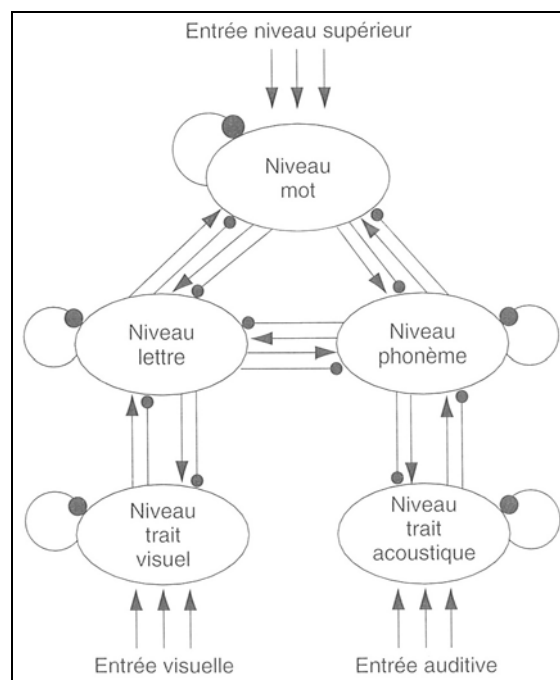 Entrée niveau supérieur
Niveau
mot
Niveau
lettre
Niveau
phonème
Niveau
trait
visuel
Niveau
trait
acoustique
Entrée visuelle
Entrée auditive